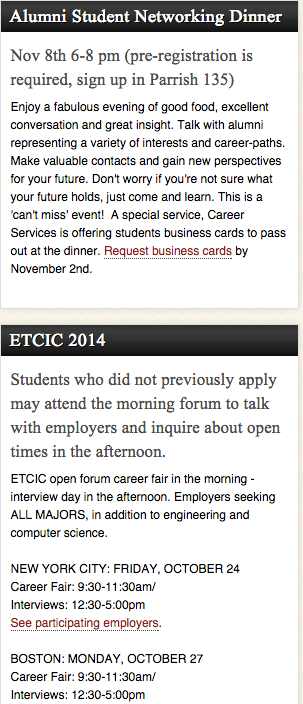 Alumni Student Networking Dinner
Nov 8th 6-8 pm (pre-registration is
required, sign up in Parrish 135)
Enjoy a fabulous evening of good food, excellent
conversation and great insight. Talk with alumni
representing a variety of interests and career-paths.
Make valuable contacts and gain new perspectives
for your future. Don't worry if you're not sure what
your future holds, just come and learn. This is a
'can't miss' event!  A special service, Career
Services is offering students business cards to pass
out at the dinner. Request business cards by
November 2nd.
ETCIC 2014
Students who did not previously apply
may attend the morning forum to talk
with employers and inquire about open
times in the afternoon.
ETCIC open forum career fair in the morning -
interview day in the afternoon. Employers seeking
ALL MAJORS, in addition to engineering and
computer science.
NEW YORK CITY: FRIDAY, OCTOBER 24
Career Fair: 9:30-11:30am/
Interviews: 12:30-5:00pm
See participating employers.
BOSTON: MONDAY, OCTOBER 27
Career Fair: 9:30-11:30am/
Interviews: 12:30-5:00pm